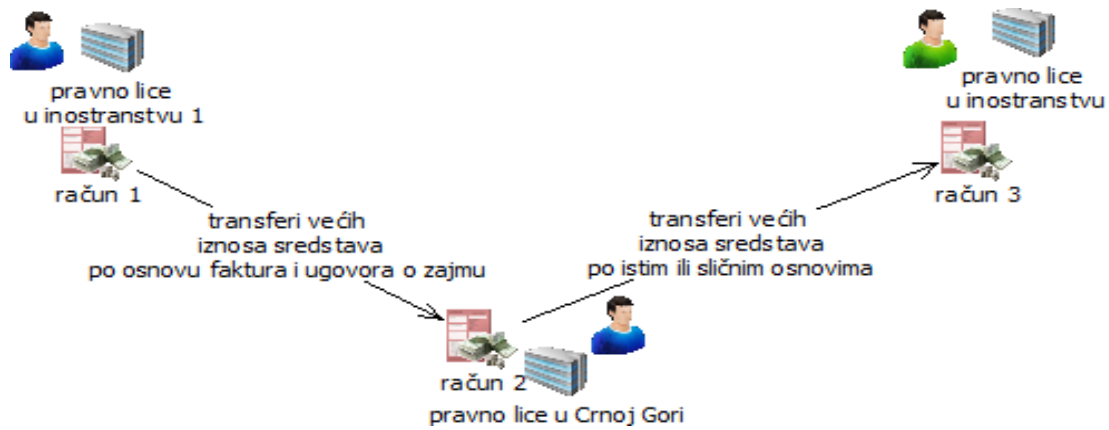 pravno lice
u inostranstvu 1
račun 1
pravno lice
u inostranstvu
račun 3
transferi većih
iznosa sredstava
po osnovu faktura i ugovora o zajmu
transferi većih
iznosa sredstava
po istim ili sličnim osnovima
račun 2
pravno lice u Crnoj Gori